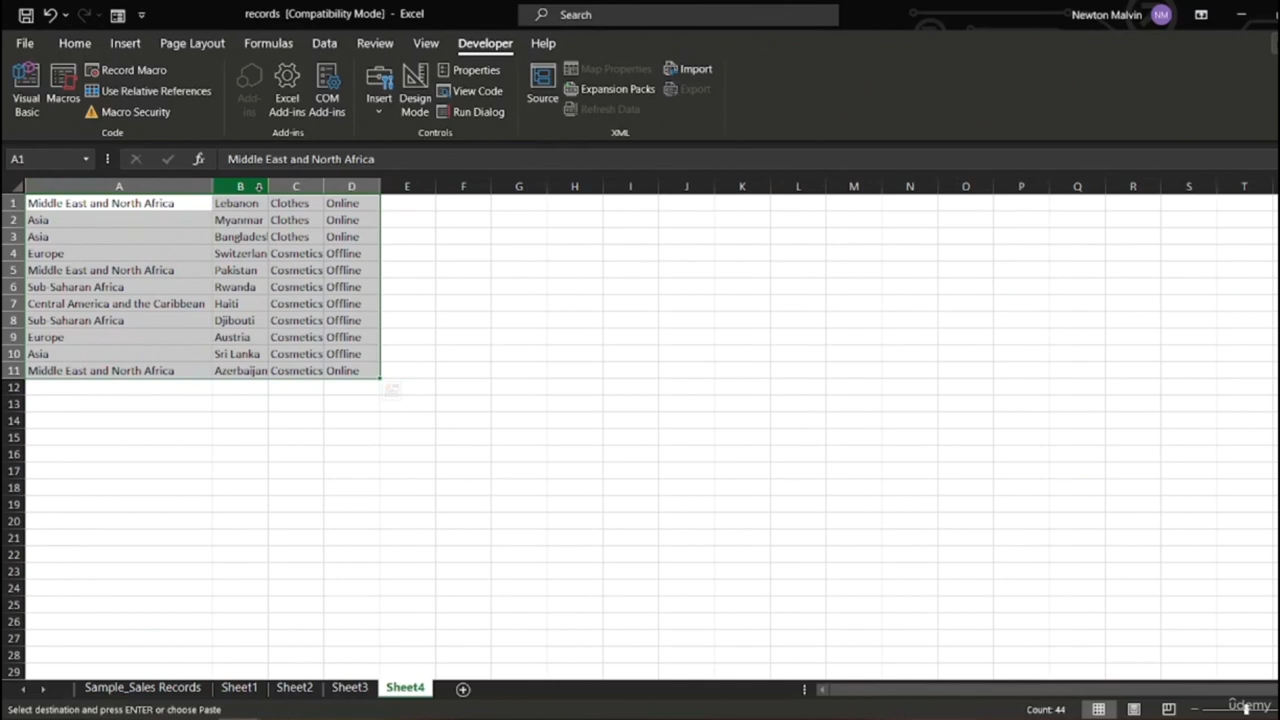 records [Compatibility Mode] - Excel
Search
Newton Malvin NM
File Home Insert Page Layout Formulas Data Review View Developer Help
Visual Basic
Macros
Record Macro
Use Relative References
Macro Security
Code
Add-ins
Excel Add-ins
COM Add-ins
Add-ins
Insert
Design Mode
Properties
View Code
Run Dialog
Controls
Source
Map Properties
Expansion Packs
Refresh Data
Import
Export
XML
A1 fx Middle East and North Africa
A B C D E F G H I J K L M N O P Q R S T
1 Middle East and North Africa Lebanon Clothes Online
2 Asia Myanmar Clothes Online
3 Asia Banglades Clothes Online
4 Europe Switzerlan Cosmetics Offline
5 Middle East and North Africa Pakistan Cosmetics Offline
6 Sub-Saharan Africa Rwanda Cosmetics Offline
7 Central America and the Caribbean Haiti Cosmetics Offline
8 Sub-Saharan Africa Djibouti Cosmetics Offline
9 Europe Austria Cosmetics Offline
10 Asia Sri Lanka Cosmetics Offline
11 Middle East and North Africa Azerbaijan Cosmetics Online
12
13
14
15
16
17
18
19
20
21
22
23
24
25
26
27
28
29
Sample_Sales Records Sheet1 Sheet2 Sheet3 Sheet4
Select destination and press ENTER or choose Paste
Count: 44
udemy